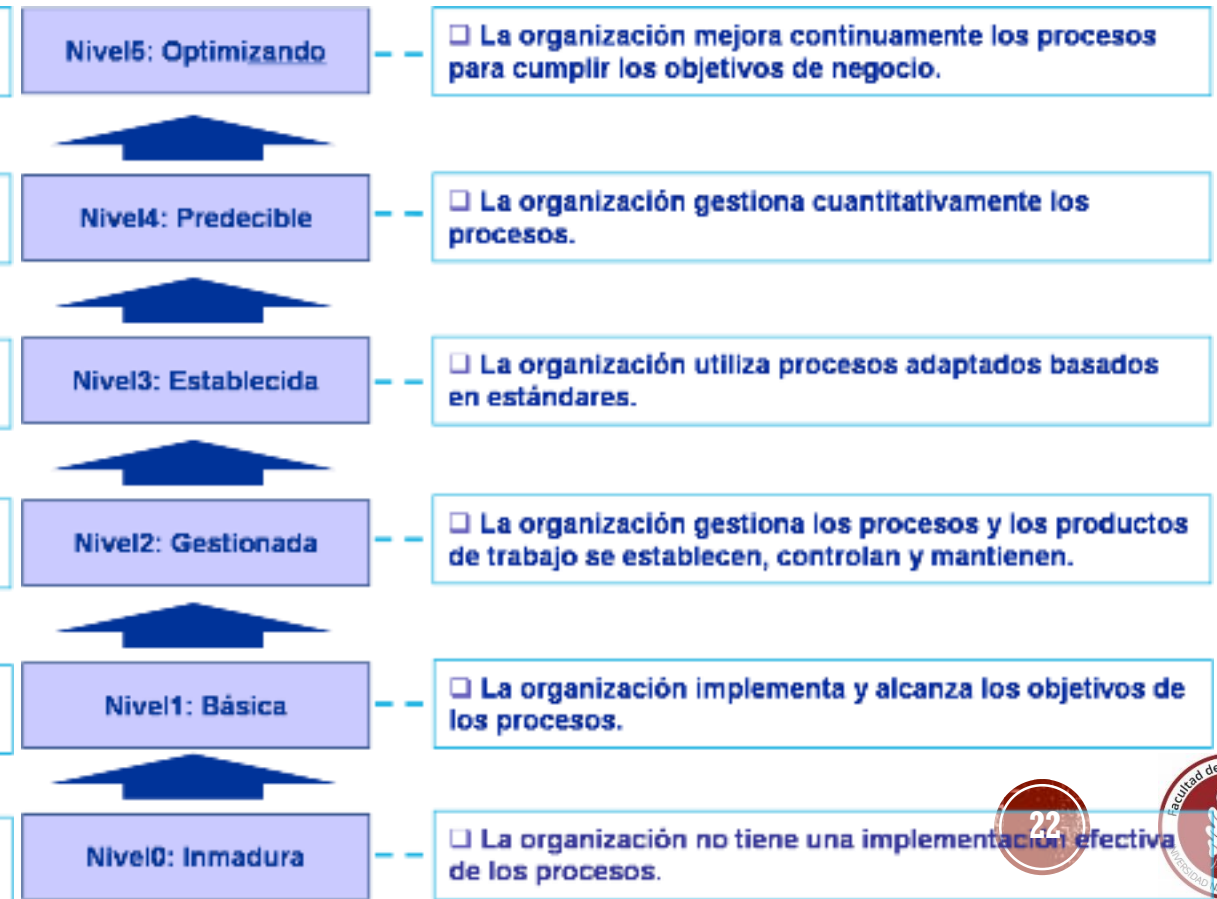 Nivel5: Optimizando
❑ La organización mejora continuamente los procesos
para cumplir los objetivos de negocio.
Nivel4: Predecible
❑ La organización gestiona cuantitativamente los
procesos.
Nivel3: Establecida
❑ La organización utiliza procesos adaptados basados
en estándares.
Nivel2: Gestionada
❑ La organización gestiona los procesos y los productos
de trabajo se establecen, controlan y mantienen.
Nivel1: Básica
❑ La organización implementa y alcanza los objetivos de
los procesos.
Nivel0: Inmadura
❑ La organización no tiene una implementación efectiva
de los procesos.
22
Facultad de